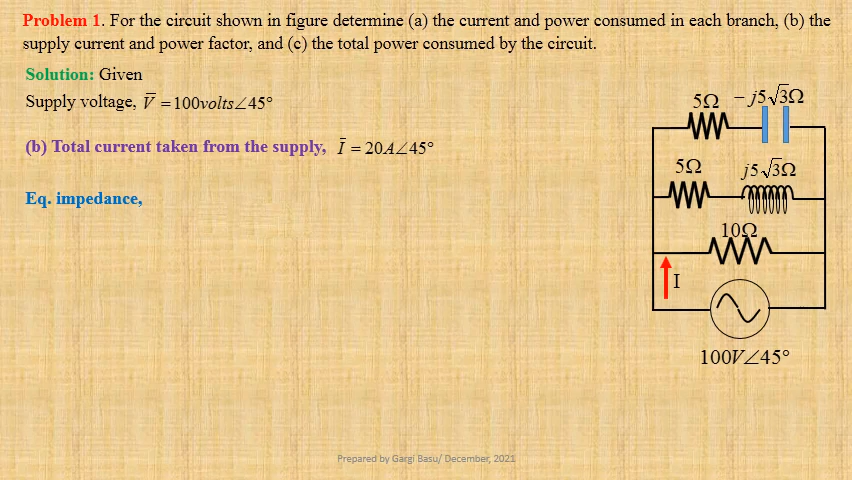 Problem 1. For the circuit shown in figure determine (a) the current and power consumed in each branch, (b) the
supply current and power factor, and (c) the total power consumed by the circuit.
Solution: Given
Supply voltage, V̅ = 100volts∠45°
(b) Total current taken from the supply, I̅ = 20A∠45°
Eq. impedance,
5Ω −j5√3Ω
5Ω j5√3Ω
10Ω
I
100V∠45°
Prepared by Gargi Basu/ December, 2021